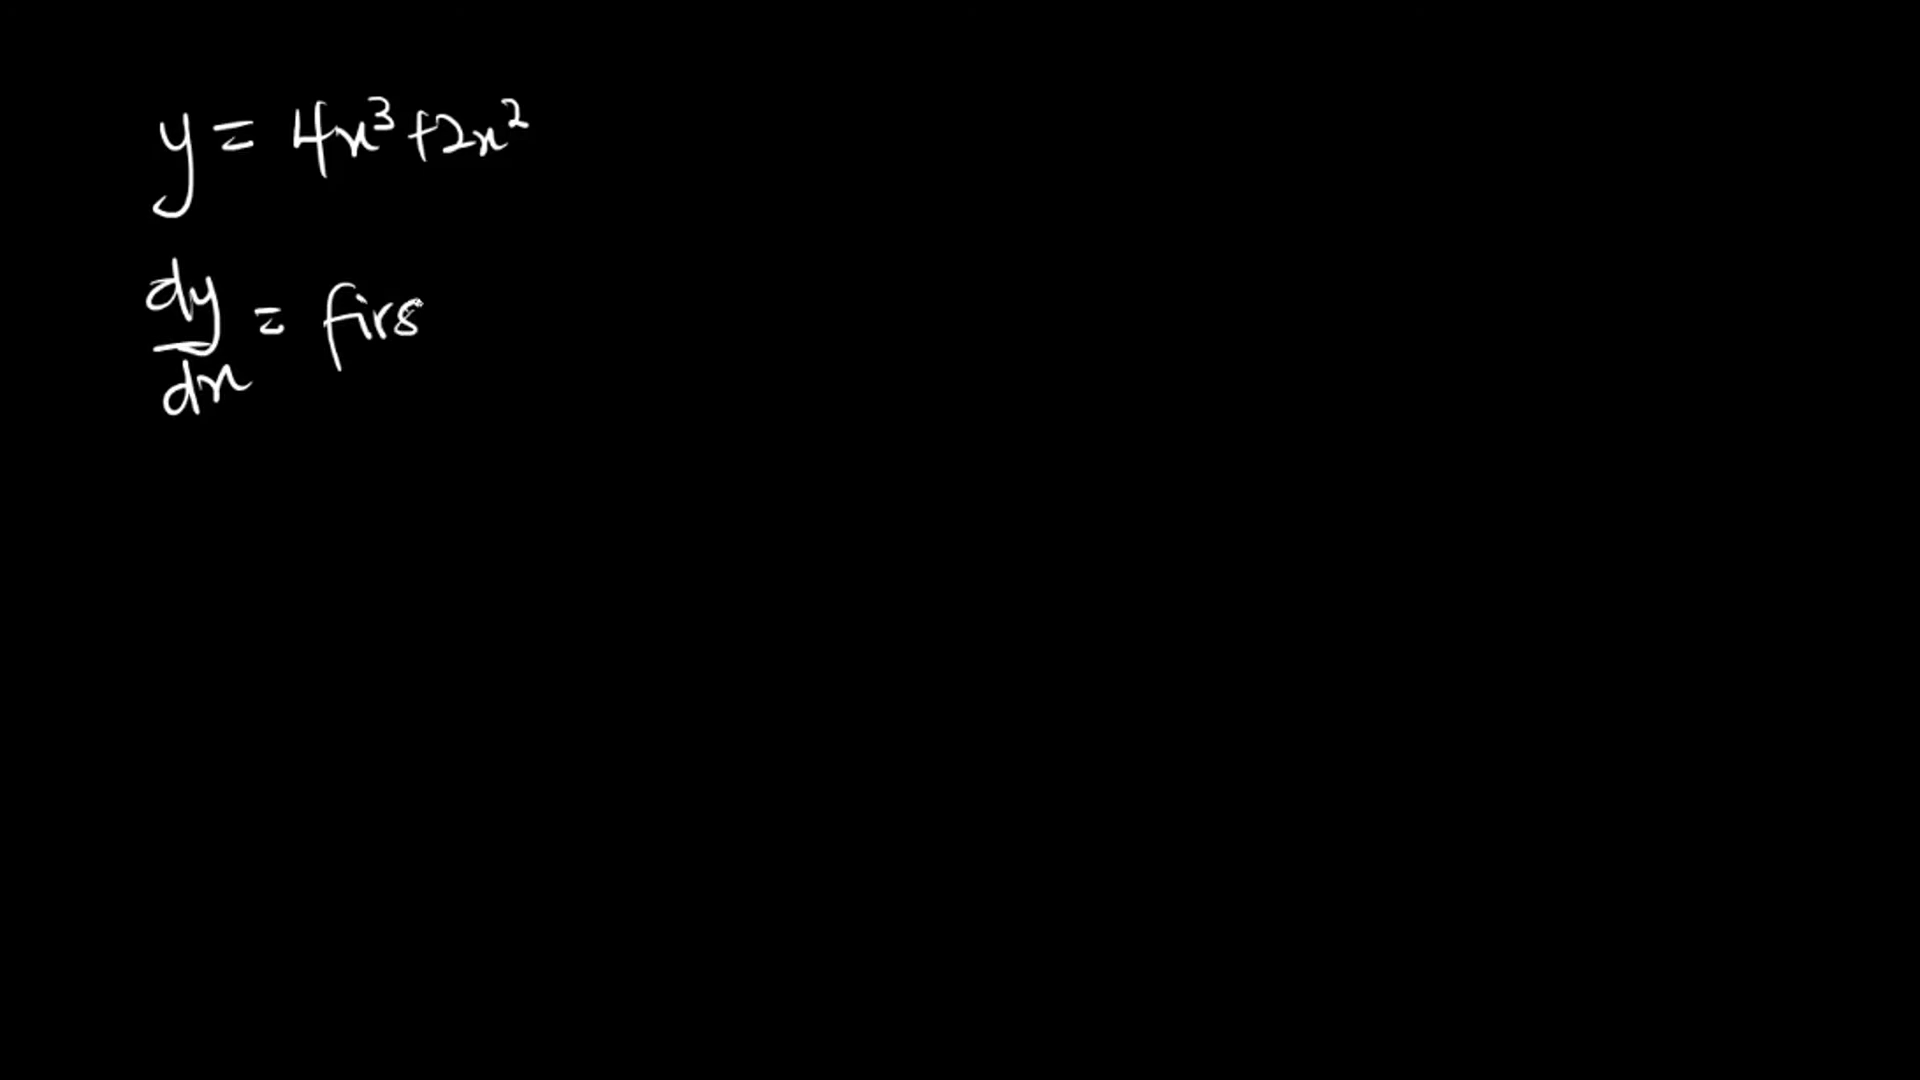 y = 4x³+2x²
dy/dx = firs